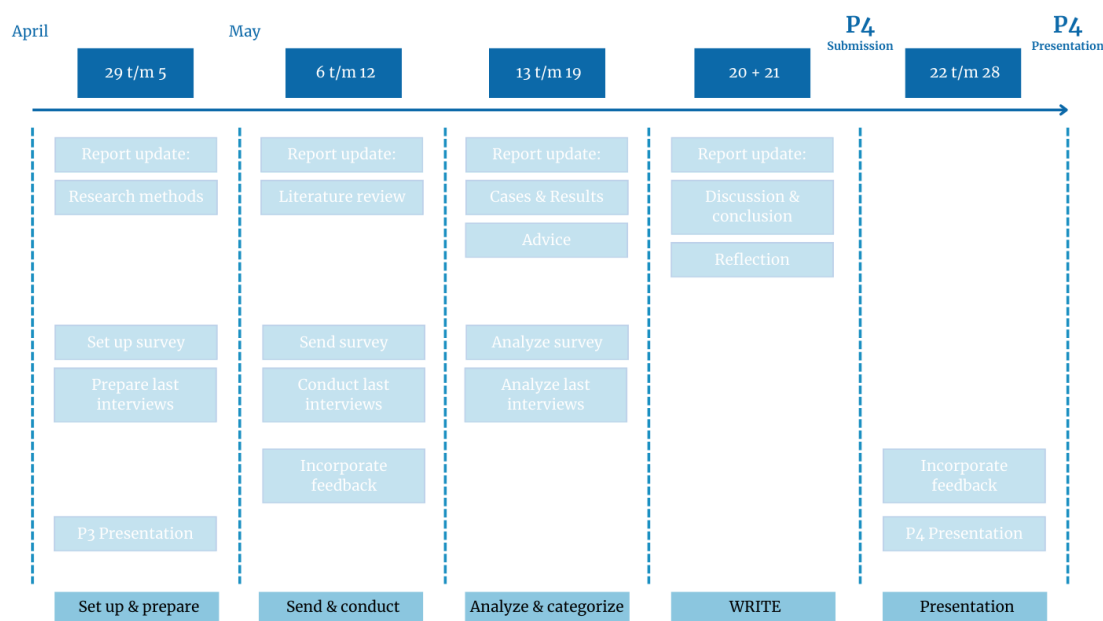 April
May
P4
Submission
P4
Presentation
29 t/m 5
6 t/m 12
13 t/m 19
20 + 21
22 t/m 28
Report update:
Research methods
Set up survey
Prepare last
interviews
P3 Presentation
Set up & prepare
Report update:
Literature review
Send survey
Conduct last
interviews
Incorporate
feedback
Send & conduct
Report update:
Cases & Results
Advice
Analyze survey
Analyze last
interviews
Analyze & categorize
Report update:
Discussion &
conclusion
Reflection
WRITE
Incorporate
feedback
P4 Presentation
Presentation